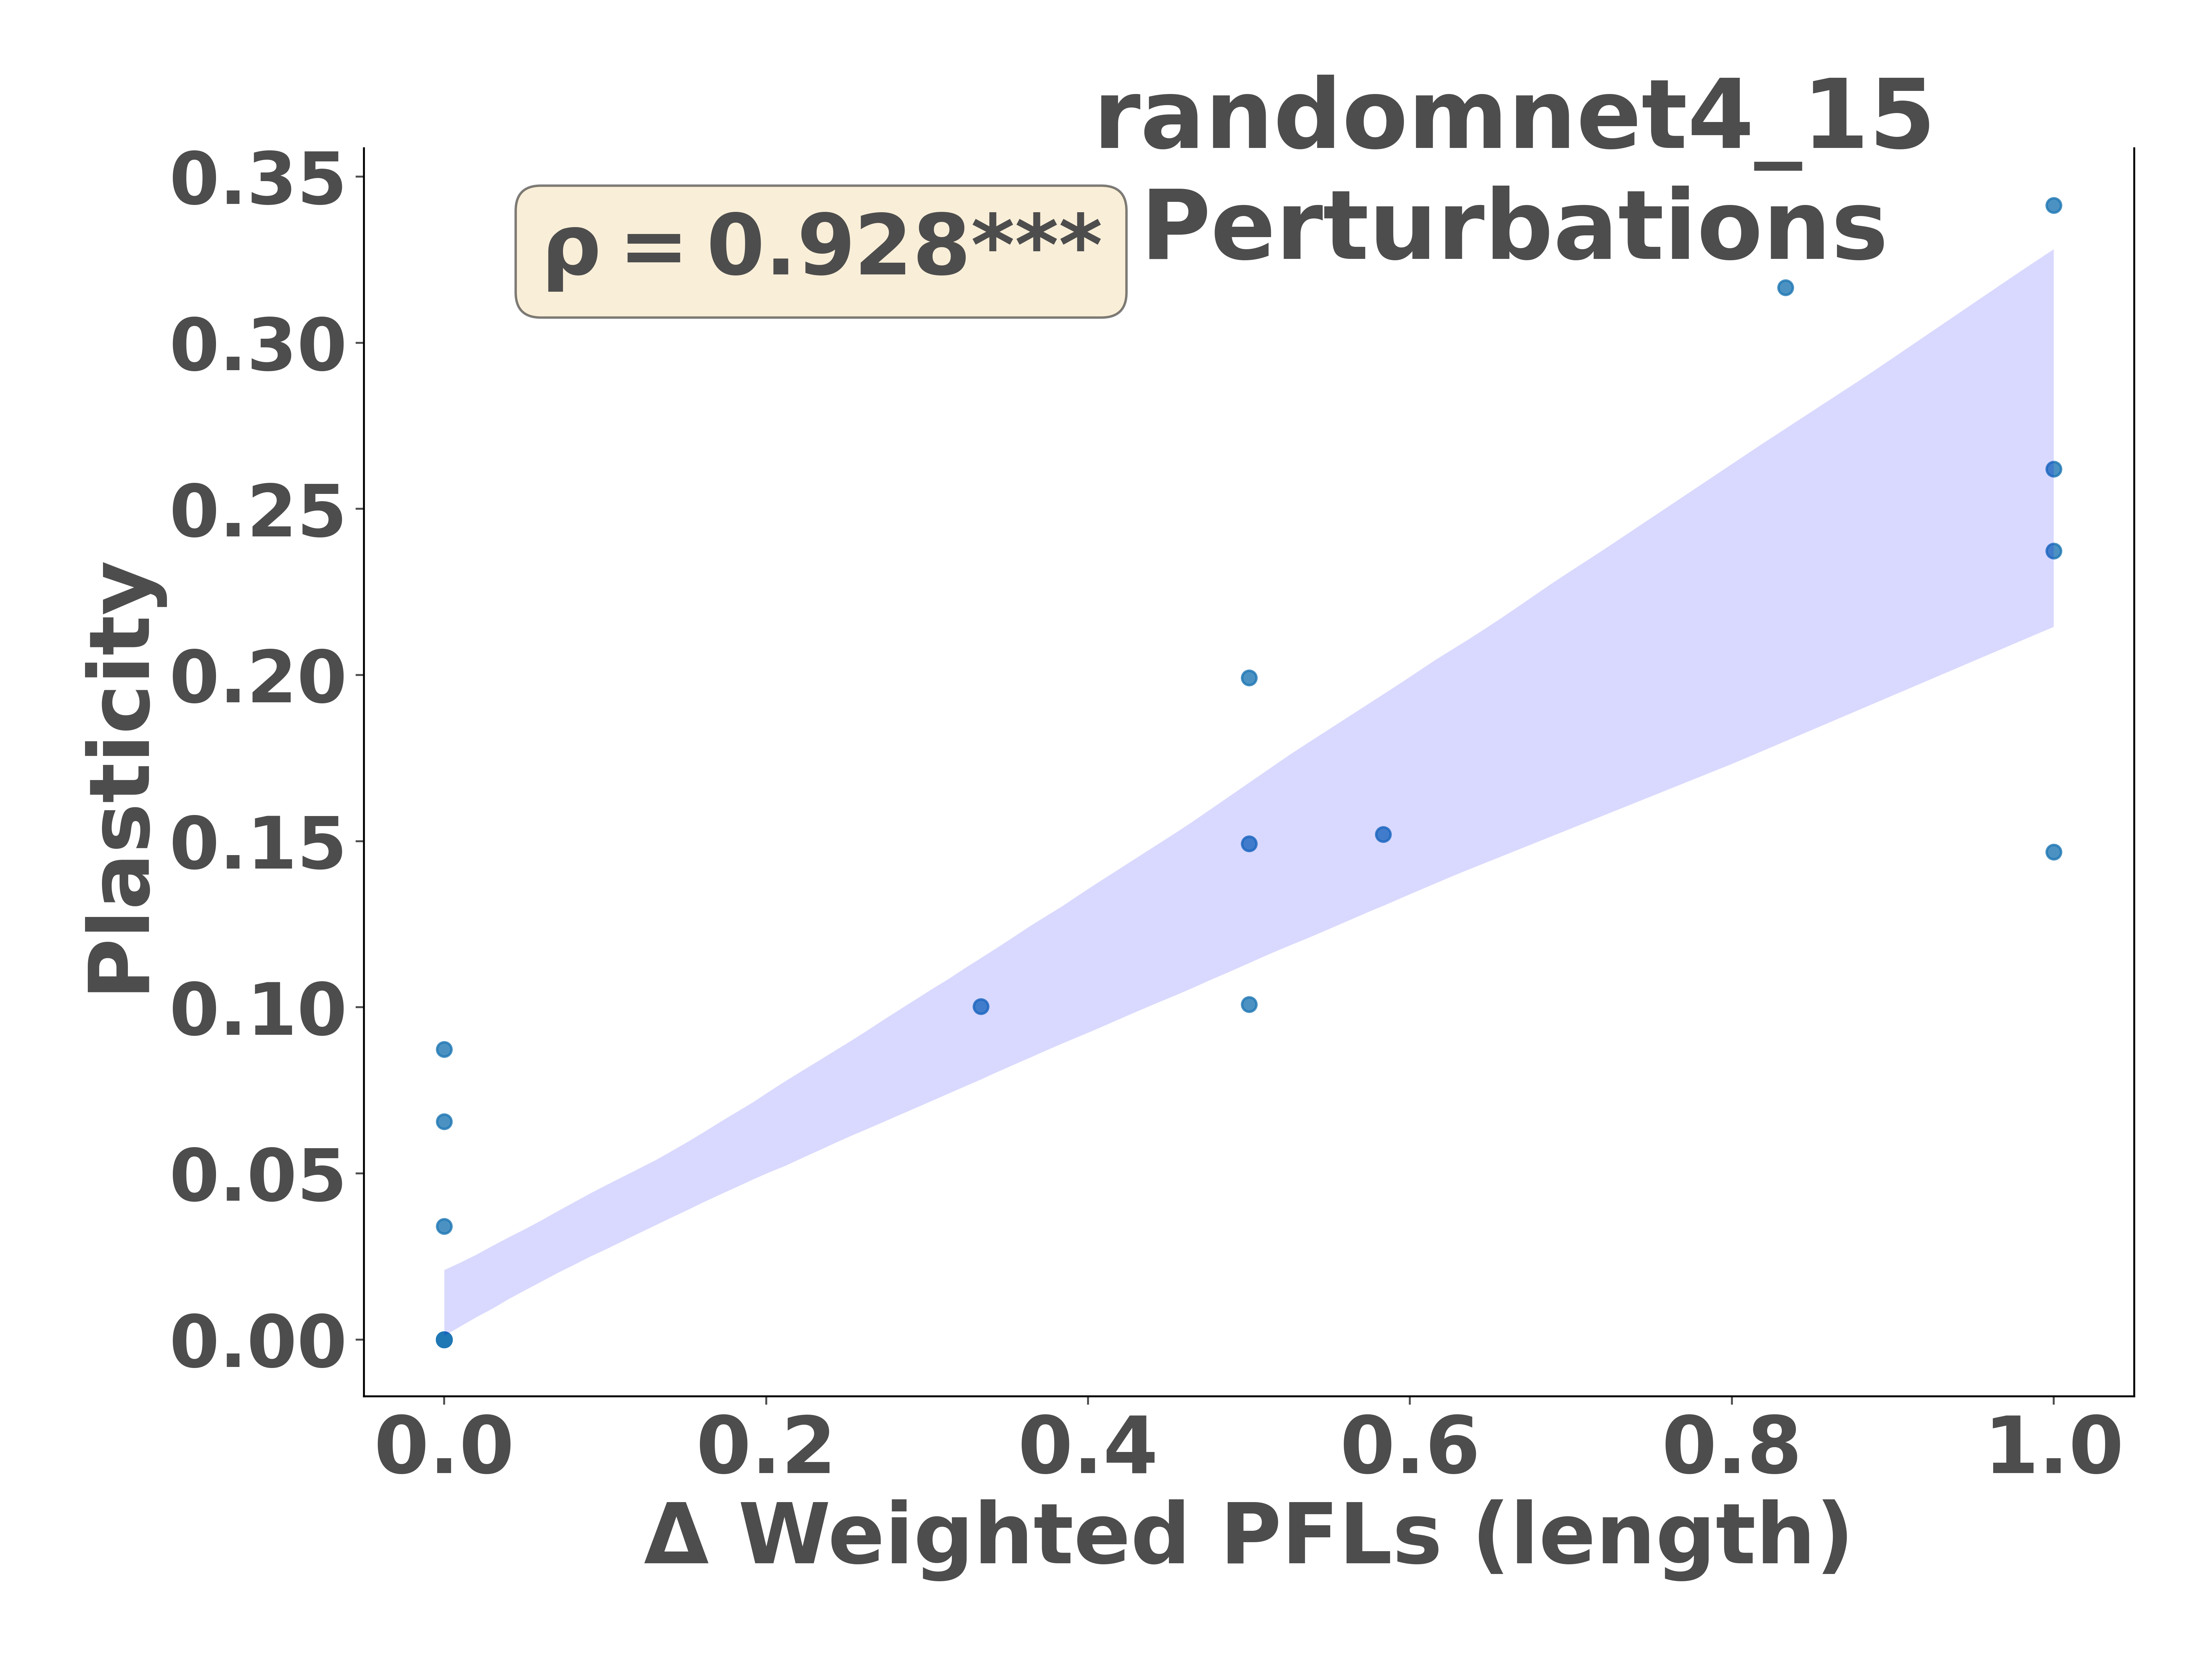 randomnet4_15
Perturbations
ρ = 0.928***
Plasticity
0.35
0.30
0.25
0.20
0.15
0.10
0.05
0.00
0.0 0.2 0.4 0.6 0.8 1.0
Δ Weighted PFLs (length)